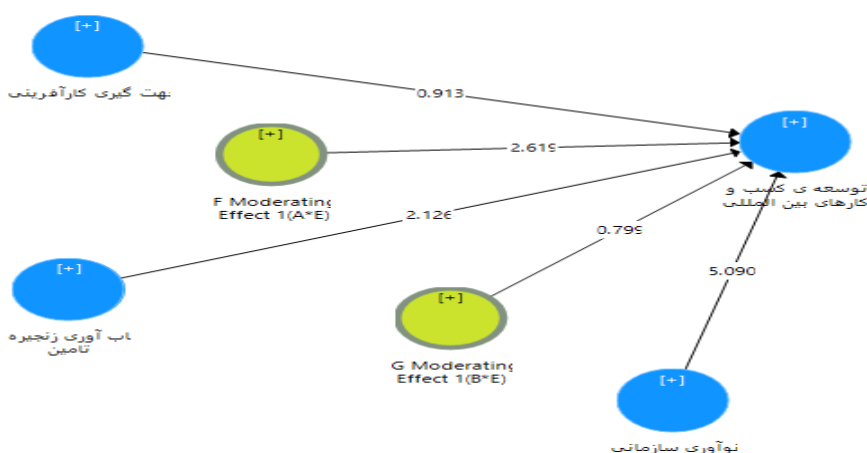 [+]
نهت گیری کارآفرینی
0.913
[+]
توسعه ی کسب و
کارهای بین المللی
[+]
F Moderating
Effect 1(A*E)
2.619
2.126
0.799
[+]
اب آوری زنجیره
تامین
[+]
G Moderating
Effect 1(B*E)
5.090
[+]
نوآوری سازمانی